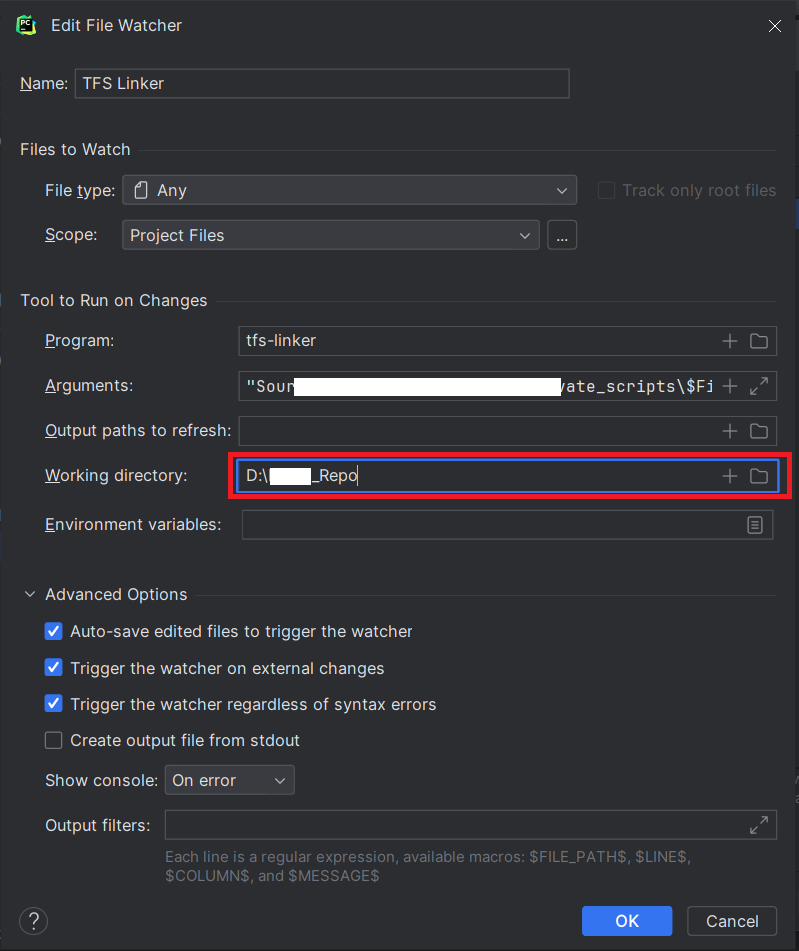 PC
Edit File Watcher
Name: TFS Linker
Files to Watch
File type: Any Track only root files
Scope: Project Files ...
Tool to Run on Changes
Program: tfs-linker
Arguments: "Sour vate_scripts\$Fi
Output paths to refresh:
Working directory: D:\ _Repo
Environment variables:
Advanced Options
Auto-save edited files to trigger the watcher
Trigger the watcher on external changes
Trigger the watcher regardless of syntax errors
Create output file from stdout
Show console: On error
Output filters:
Each line is a regular expression, available macros: $FILE_PATH$, $LINE$,
$COLUMN$, and $MESSAGE$
? OK Cancel